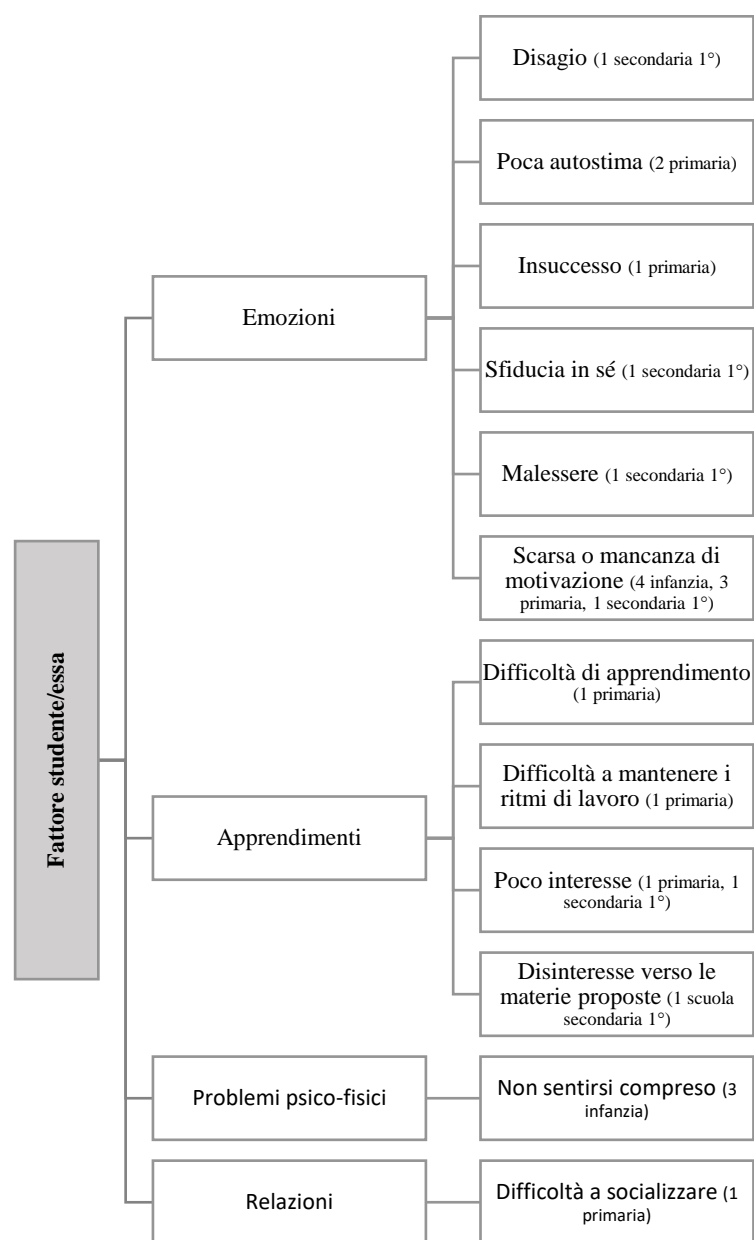 Fattore studente/essa
Emozioni
Disagio (1 secondaria 1°)
Poca autostima (2 primaria)
Insuccesso (1 primaria)
Sfiducia in sé (1 secondaria 1°)
Malessere (1 secondaria 1°)
Scarsa o mancanza di
motivazione (4 infanzia, 3
primaria, 1 secondaria 1°)
Apprendimenti
Difficoltà di apprendimento
(1 primaria)
Difficoltà a mantenere i
ritmi di lavoro (1 primaria)
Poco interesse (1 primaria, 1
secondaria 1°)
Disinteresse verso le
materie proposte (1 scuola
secondaria 1°)
Problemi psico-fisici
Non sentirsi compreso (3
infanzia)
Relazioni
Difficoltà a socializzare (1
primaria)